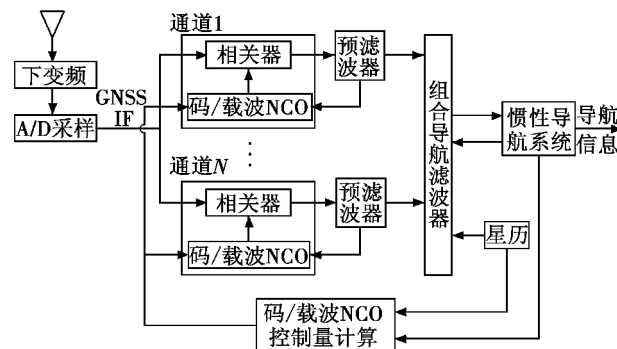 通道1
下变频
GNSS
IF
A/D采样
相关器
预滤
波器
码/载波NCO
组合导航滤波器
惯性导
航系统
导航
信息
通道N
相关器
预滤
波器
码/载波NCO
星历
码/载波NCO
控制量计算